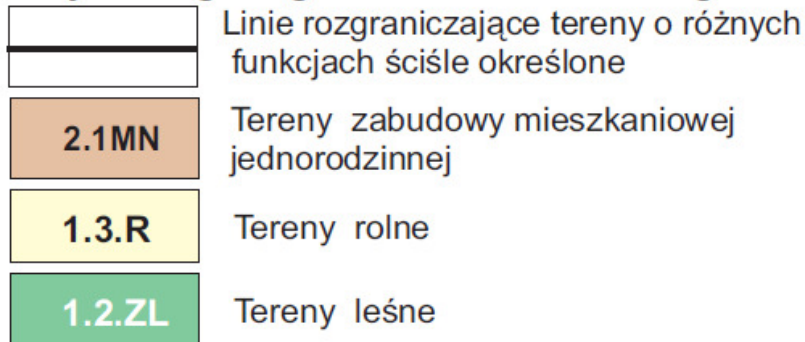 Linie rozgraniczające tereny o różnych
funkcjach ściśle określone
2.1MN
Tereny zabudowy mieszkaniowej
jednorodzinnej
1.3.R
Tereny rolne
1.2.ZL
Tereny leśne